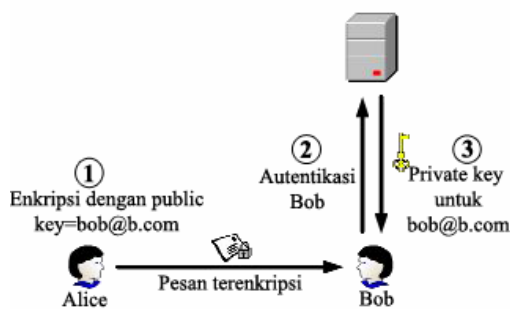 1
Enkripsi dengan public
key=bob@b.com
2
Autentikasi
Bob
3
Private key
untuk
bob@b.com
Pesan terenkripsi
Alice
Bob